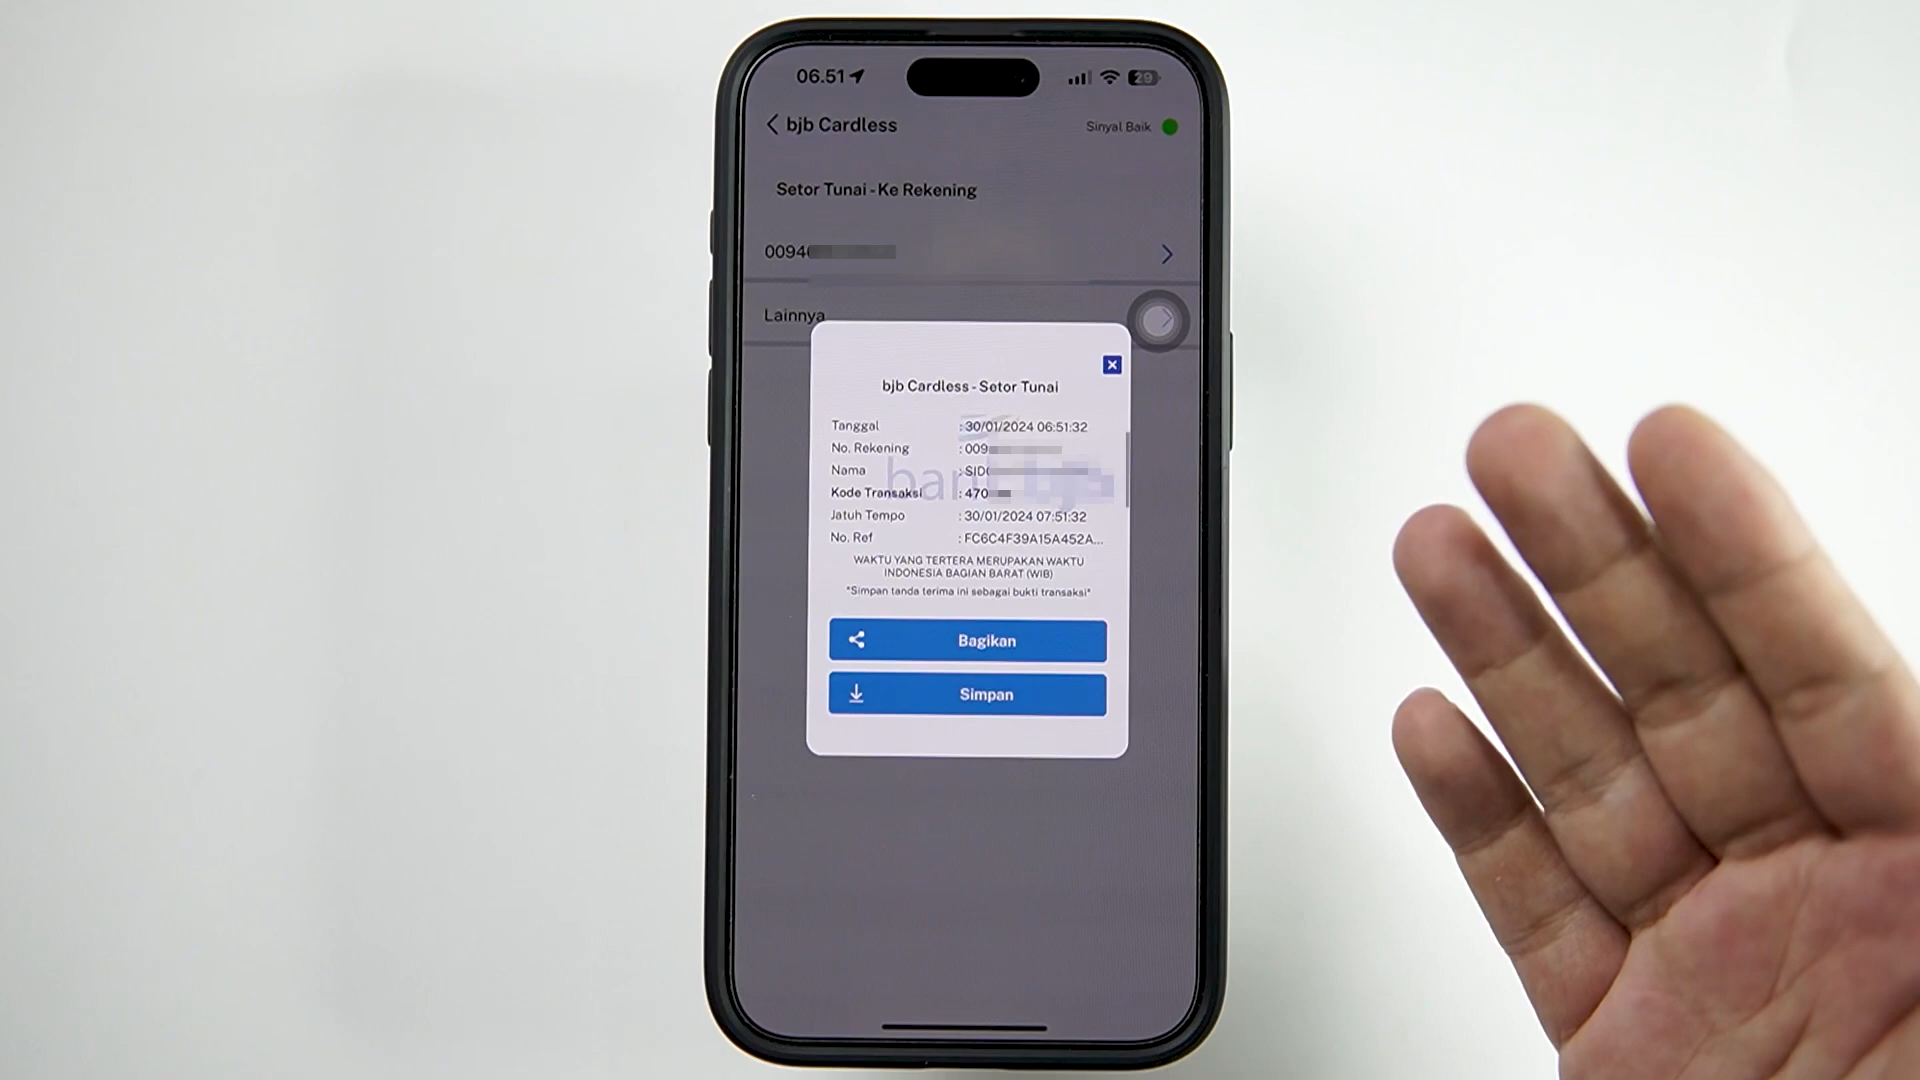 06.51
29
bjb Cardless
Sinyal Baik
Setor Tunai - Ke Rekening
0094
Lainnya
bjb Cardless - Setor Tunai
Tanggal : 30/01/2024 06:51:32
No. Rekening : 009
Nama : SID
Kode Transaksi : 470
Jatuh Tempo : 30/01/2024 07:51:32
No. Ref : FC6C4F39A15A452A...
WAKTU YANG TERTERA MERUPAKAN WAKTU
INDONESIA BAGIAN BARAT (WIB)
*Simpan tanda terima ini sebagai bukti transaksi*
Bagikan
Simpan